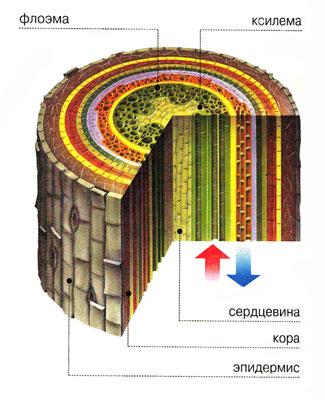 флоэма
ксилема
сердцевина
кора
эпидермис